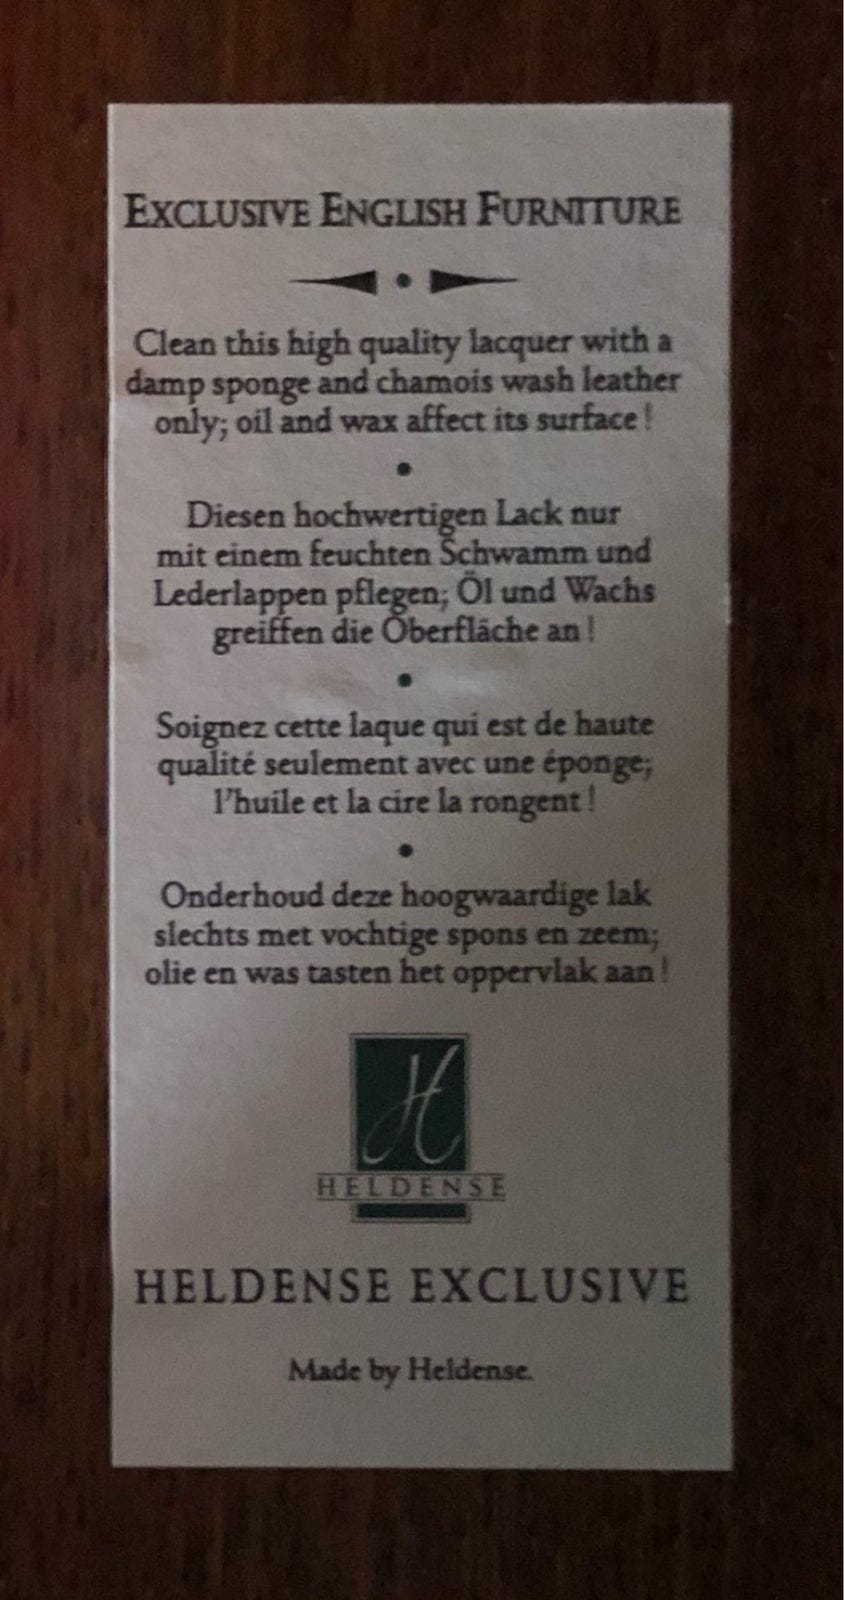 EXCLUSIVE ENGLISH FURNITURE
Clean this high quality lacquer with a
damp sponge and chamois wash leather
only; oil and wax affect its surface!
Diesen hochwertigen Lack nur
mit einem feuchten Schwamm und
Lederlappen pflegen; Öl und Wachs
greiffen die Oberfläche an!
Soignez cette laque qui est de haute
qualité seulement avec une éponge;
l'huile et la cire la rongent!
Onderhoud deze hoogwaardige lak
slechts met vochtige spons en zeem;
olie en was tasten het oppervlak aan!
H
HELDENSE
HELDENSE EXCLUSIVE
Made by Heldense.